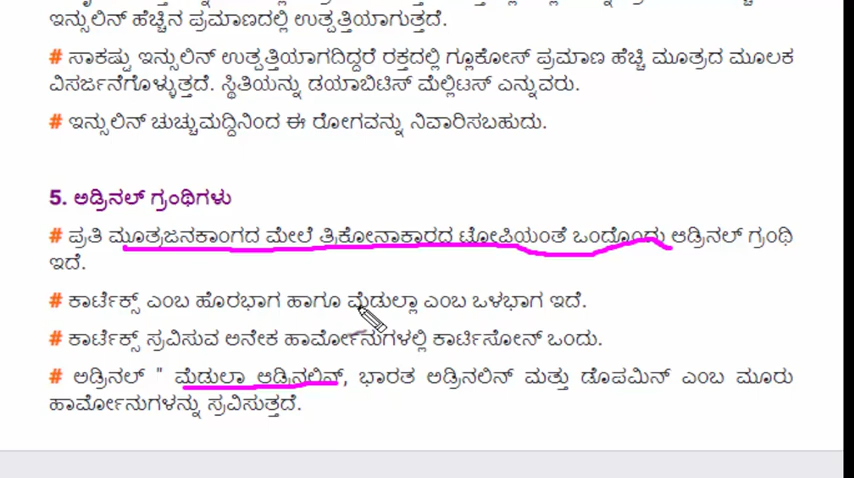 ಇನ್ಸುಲಿನ್ ಹೆಚ್ಚಿನ ಪ್ರಮಾಣದಲ್ಲಿ ಉತ್ಪತ್ತಿಯಾಗುತ್ತದೆ.
# ಸಾಕಷ್ಟು ಇನ್ಸುಲಿನ್ ಉತ್ಪತ್ತಿಯಾಗದಿದ್ದರೆ ರಕ್ತದಲ್ಲಿ ಗ್ಲೂಕೋಸ್ ಪ್ರಮಾಣ ಹೆಚ್ಚಿ ಮೂತ್ರದ ಮೂಲಕ
ವಿಸರ್ಜನೆಗೊಳ್ಳುತ್ತದೆ. ಸ್ಥಿತಿಯನ್ನು ಡಯಾಬಿಟಿಸ್ ಮೆಲ್ಲಿಟಸ್ ಎನ್ನುವರು.
# ಇನ್ಸುಲಿನ್ ಚುಚ್ಚುಮದ್ದಿನಿಂದ ಈ ರೋಗವನ್ನು ನಿವಾರಿಸಬಹುದು.
5. ಅಡ್ರಿನಲ್ ಗ್ರಂಥಿಗಳು
# ಪ್ರತಿ ಮೂತ್ರಜನಕಾಂಗದ ಮೇಲೆ ತ್ರಿಕೋನಾಕಾರದ ಟೋಪಿಯಂತೆ ಒಂದೊಂದು ಆಡ್ರಿನಲ್ ಗ್ರಂಥಿ
ಇದೆ.
# ಕಾರ್ಟೆಕ್ಸ್ ಎಂಬ ಹೊರಭಾಗ ಹಾಗೂ ಮೆಡುಲ್ಲಾ ಎಂಬ ಒಳಭಾಗ ಇದೆ.
# ಕಾರ್ಟೆಕ್ಸ್ ಸ್ರವಿಸುವ ಅನೇಕ ಹಾರ್ಮೋನುಗಳಲ್ಲಿ ಕಾರ್ಟಿಸೋನ್ ಒಂದು.
# ಅಡ್ರಿನಲ್ " ಮೆಡುಲಾ ಆಡ್ರಿನಲಿನ್, ಭಾರತ ಅಡ್ರಿನಲಿನ್ ಮತ್ತು ಡೊಪಮಿನ್ ಎಂಬ ಮೂರು
ಹಾರ್ಮೋನುಗಳನ್ನು ಸ್ರವಿಸುತ್ತದೆ.